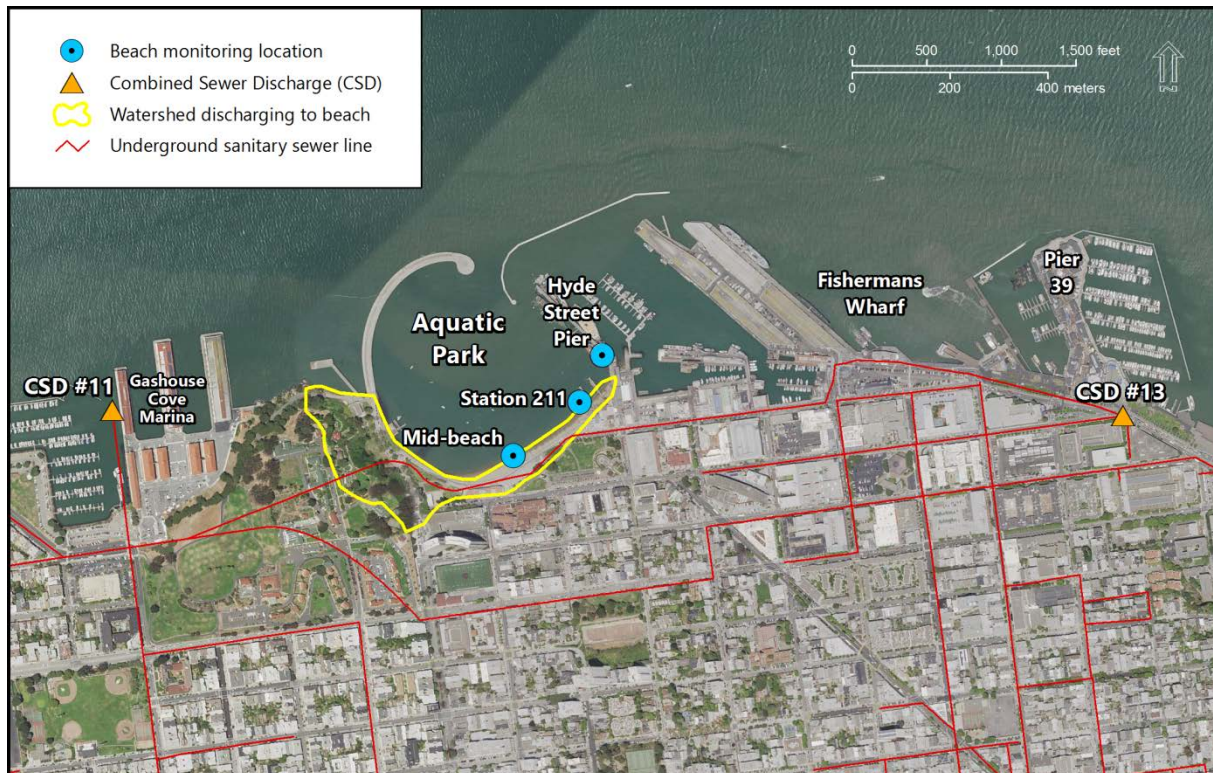 Beach monitoring location
Combined Sewer Discharge (CSD)
Watershed discharging to beach
Underground sanitary sewer line
0 500 1,000 1,500 feet
0 200 400 meters
Aquatic
Park
Hyde
Street
Pier
Fishermans
Wharf
Pier
39
CSD #11
Gashouse
Cove
Marina
Station 211
Mid-beach
CSD #13